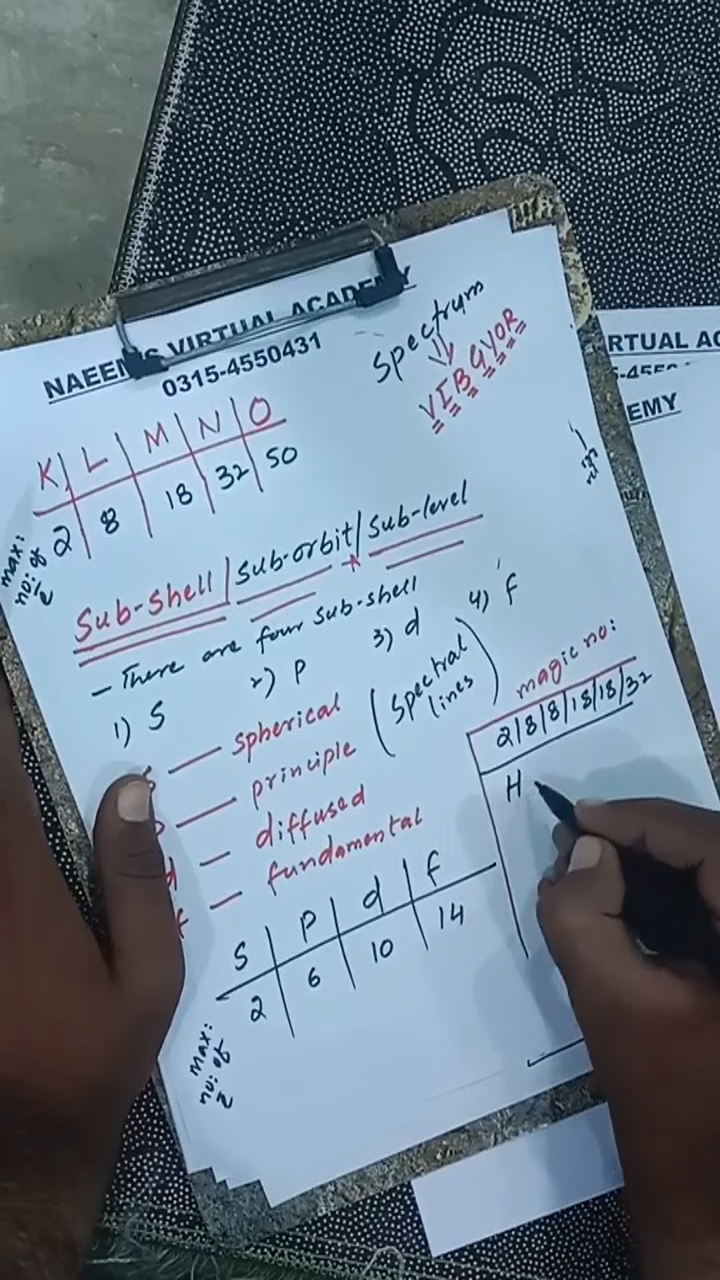 NAEEM'S VIRTUAL ACADEMY
0315-4550431
Spectrum
VIBGYOR
K L M N O
2 8 18 32 50
max:
no: of
Sub-Shell / Sub-orbit / Sub-level
– There are four Sub-shell
1) S 2) P 3) d 4) f
— spherical
— principle
d — diffused
f — fundamental
(Spectral lines)
magic no:
2/8/8/18/18/32
H
S P d f
2 6 10 14
max:
no: of
RTUAL AC
EMY